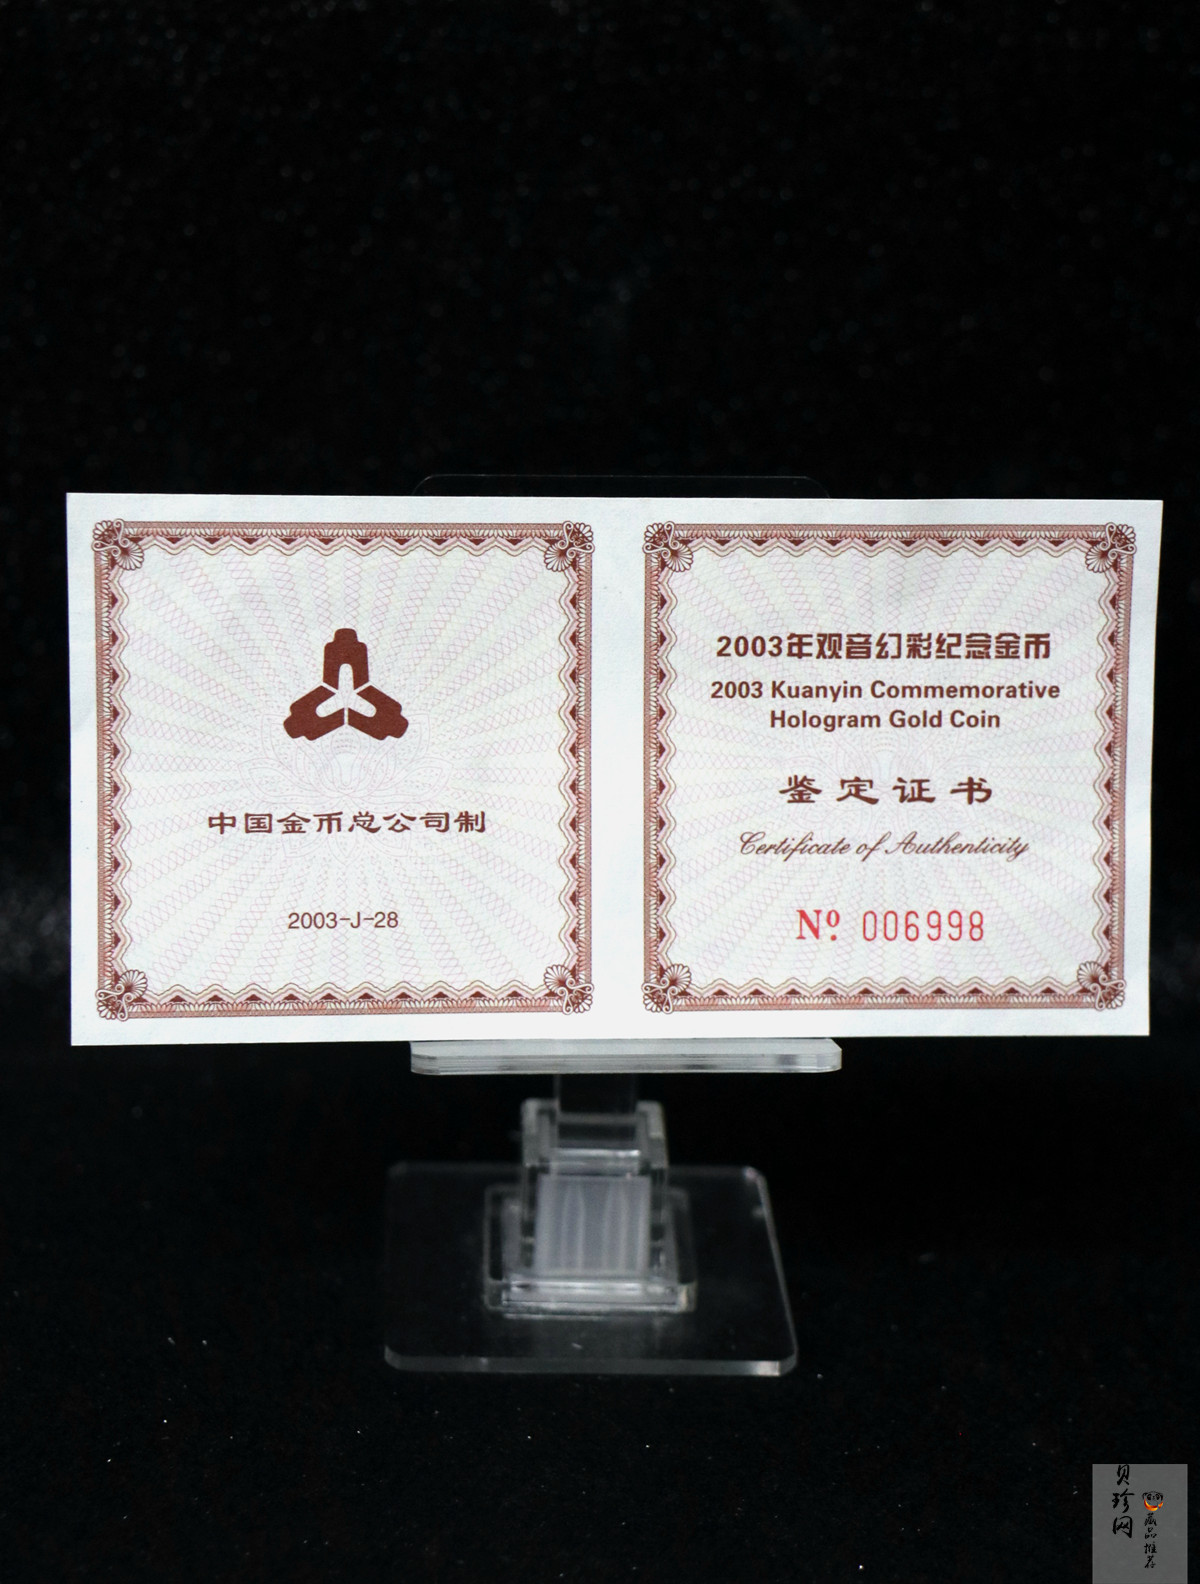 中国金币总公司制
2003-J-28
2003年观音幻彩纪念金币
2003 Kuanyin Commemorative
Hologram Gold Coin
鉴定证书
Certificate of Authenticity
Nº 006998
贝珍网
藏品推荐